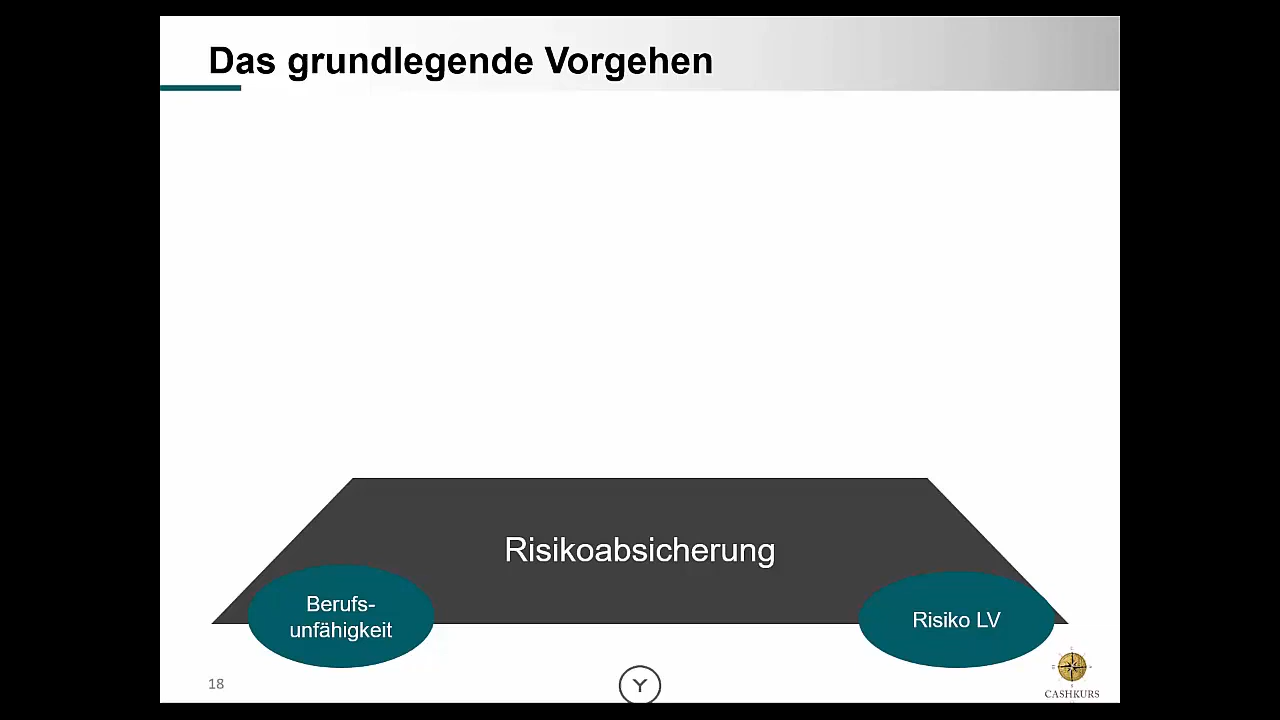 Das grundlegende Vorgehen
Risikoabsicherung
Berufs-
unfähigkeit
Risiko LV
18
Y
CASHKURS